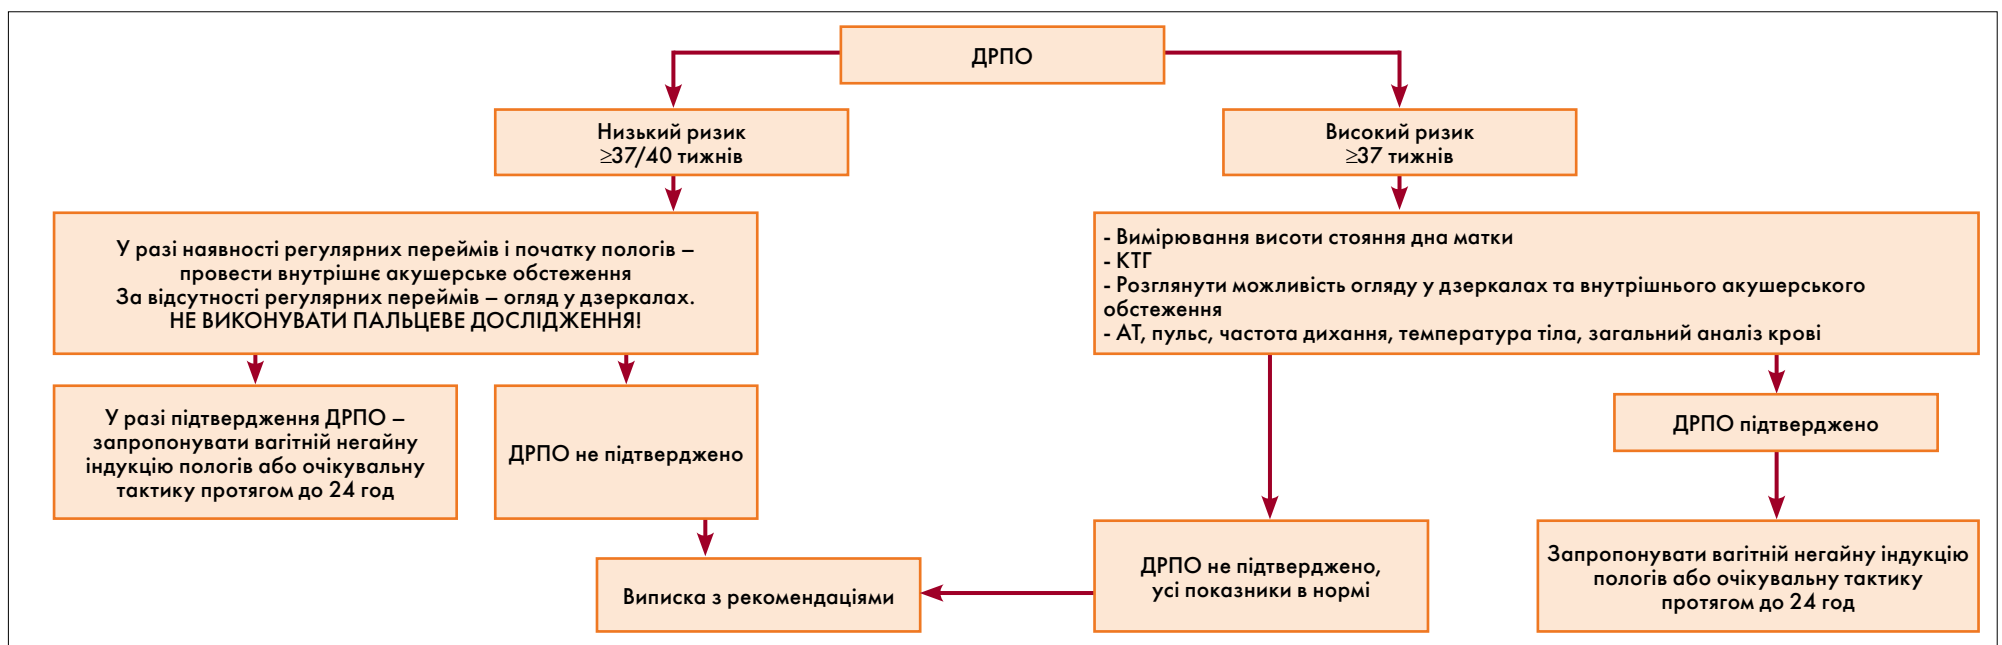 ДРПО
Низький ризик
≥37/40 тижнів
Високий ризик
≥37 тижнів
У разі наявності регулярних переймів і початку пологів –
провести внутрішнє акушерське обстеження
За відсутності регулярних переймів – огляд у дзеркалах.
НЕ ВИКОНУВАТИ ПАЛЬЦЕВЕ ДОСЛІДЖЕННЯ!
- Вимірювання висоти стояння дна матки
- КТГ
- Розглянути можливість огляду у дзеркалах та внутрішнього акушерського
обстеження
- АТ, пульс, частота дихання, температура тіла, загальний аналіз крові
У разі підтвердження ДРПО –
запропонувати вагітній негайну
індукцію пологів або очікувальну
тактику протягом до 24 год
ДРПО не підтверджено
ДРПО підтверджено
Виписка з рекомендаціями
ДРПО не підтверджено,
усі показники в нормі
Запропонувати вагітній негайну індукцію
пологів або очікувальну тактику
протягом до 24 год